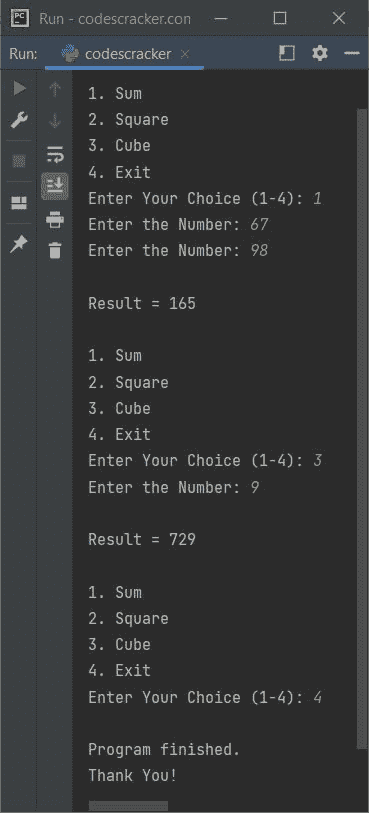 PC Run - codescracker.con
Run: codescracker
1. Sum
2. Square
3. Cube
4. Exit
Enter Your Choice (1-4): 1
Enter the Number: 67
Enter the Number: 98
Result = 165
1. Sum
2. Square
3. Cube
4. Exit
Enter Your Choice (1-4): 3
Enter the Number: 9
Result = 729
1. Sum
2. Square
3. Cube
4. Exit
Enter Your Choice (1-4): 4
Program finished.
Thank You!